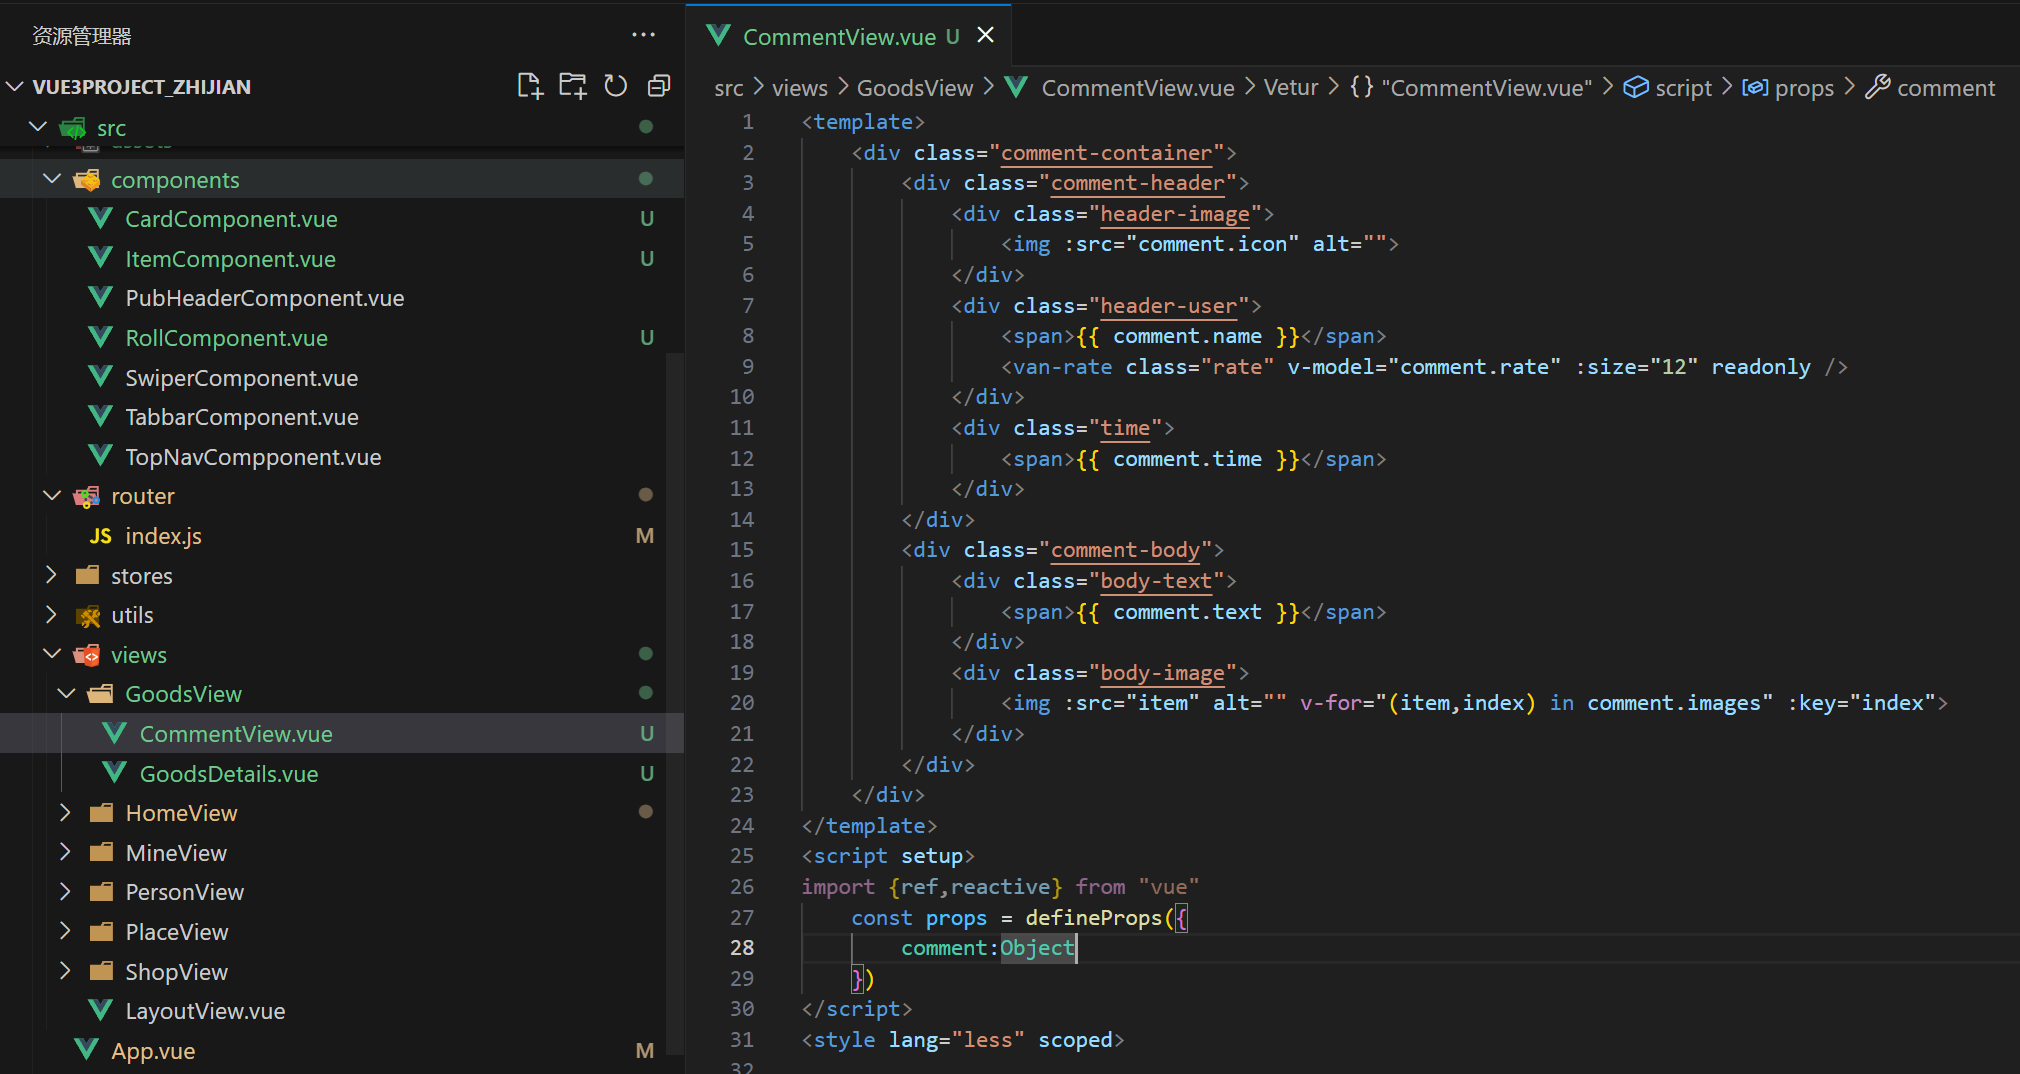 资源管理器
VUE3PROJECT_ZHIJIAN
src
assets
components
CardComponent.vue U
ItemComponent.vue U
PubHeaderComponent.vue
RollComponent.vue U
SwiperComponent.vue
TabbarComponent.vue
TopNavCompponent.vue
router
JS index.js M
stores
utils
views
GoodsView
CommentView.vue U
GoodsDetails.vue U
HomeView
MineView
PersonView
PlaceView
ShopView
LayoutView.vue
App.vue M
CommentView.vue U
src > views > GoodsView > CommentView.vue > Vetur > {} "CommentView.vue" > script > props > comment
1 <template>
2 <div class="comment-container">
3 <div class="comment-header">
4 <div class="header-image">
5 <img :src="comment.icon" alt="">
6 </div>
7 <div class="header-user">
8 <span>{{ comment.name }}</span>
9 <van-rate class="rate" v-model="comment.rate" :size="12" readonly />
10 </div>
11 <div class="time">
12 <span>{{ comment.time }}</span>
13 </div>
14 </div>
15 <div class="comment-body">
16 <div class="body-text">
17 <span>{{ comment.text }}</span>
18 </div>
19 <div class="body-image">
20 <img :src="item" alt="" v-for="(item,index) in comment.images" :key="index">
21 </div>
22 </div>
23 </div>
24 </template>
25 <script setup>
26 import {ref,reactive} from "vue"
27 const props = defineProps({
28 comment:Object
29 })
30 </script>
31 <style lang="less" scoped>
32